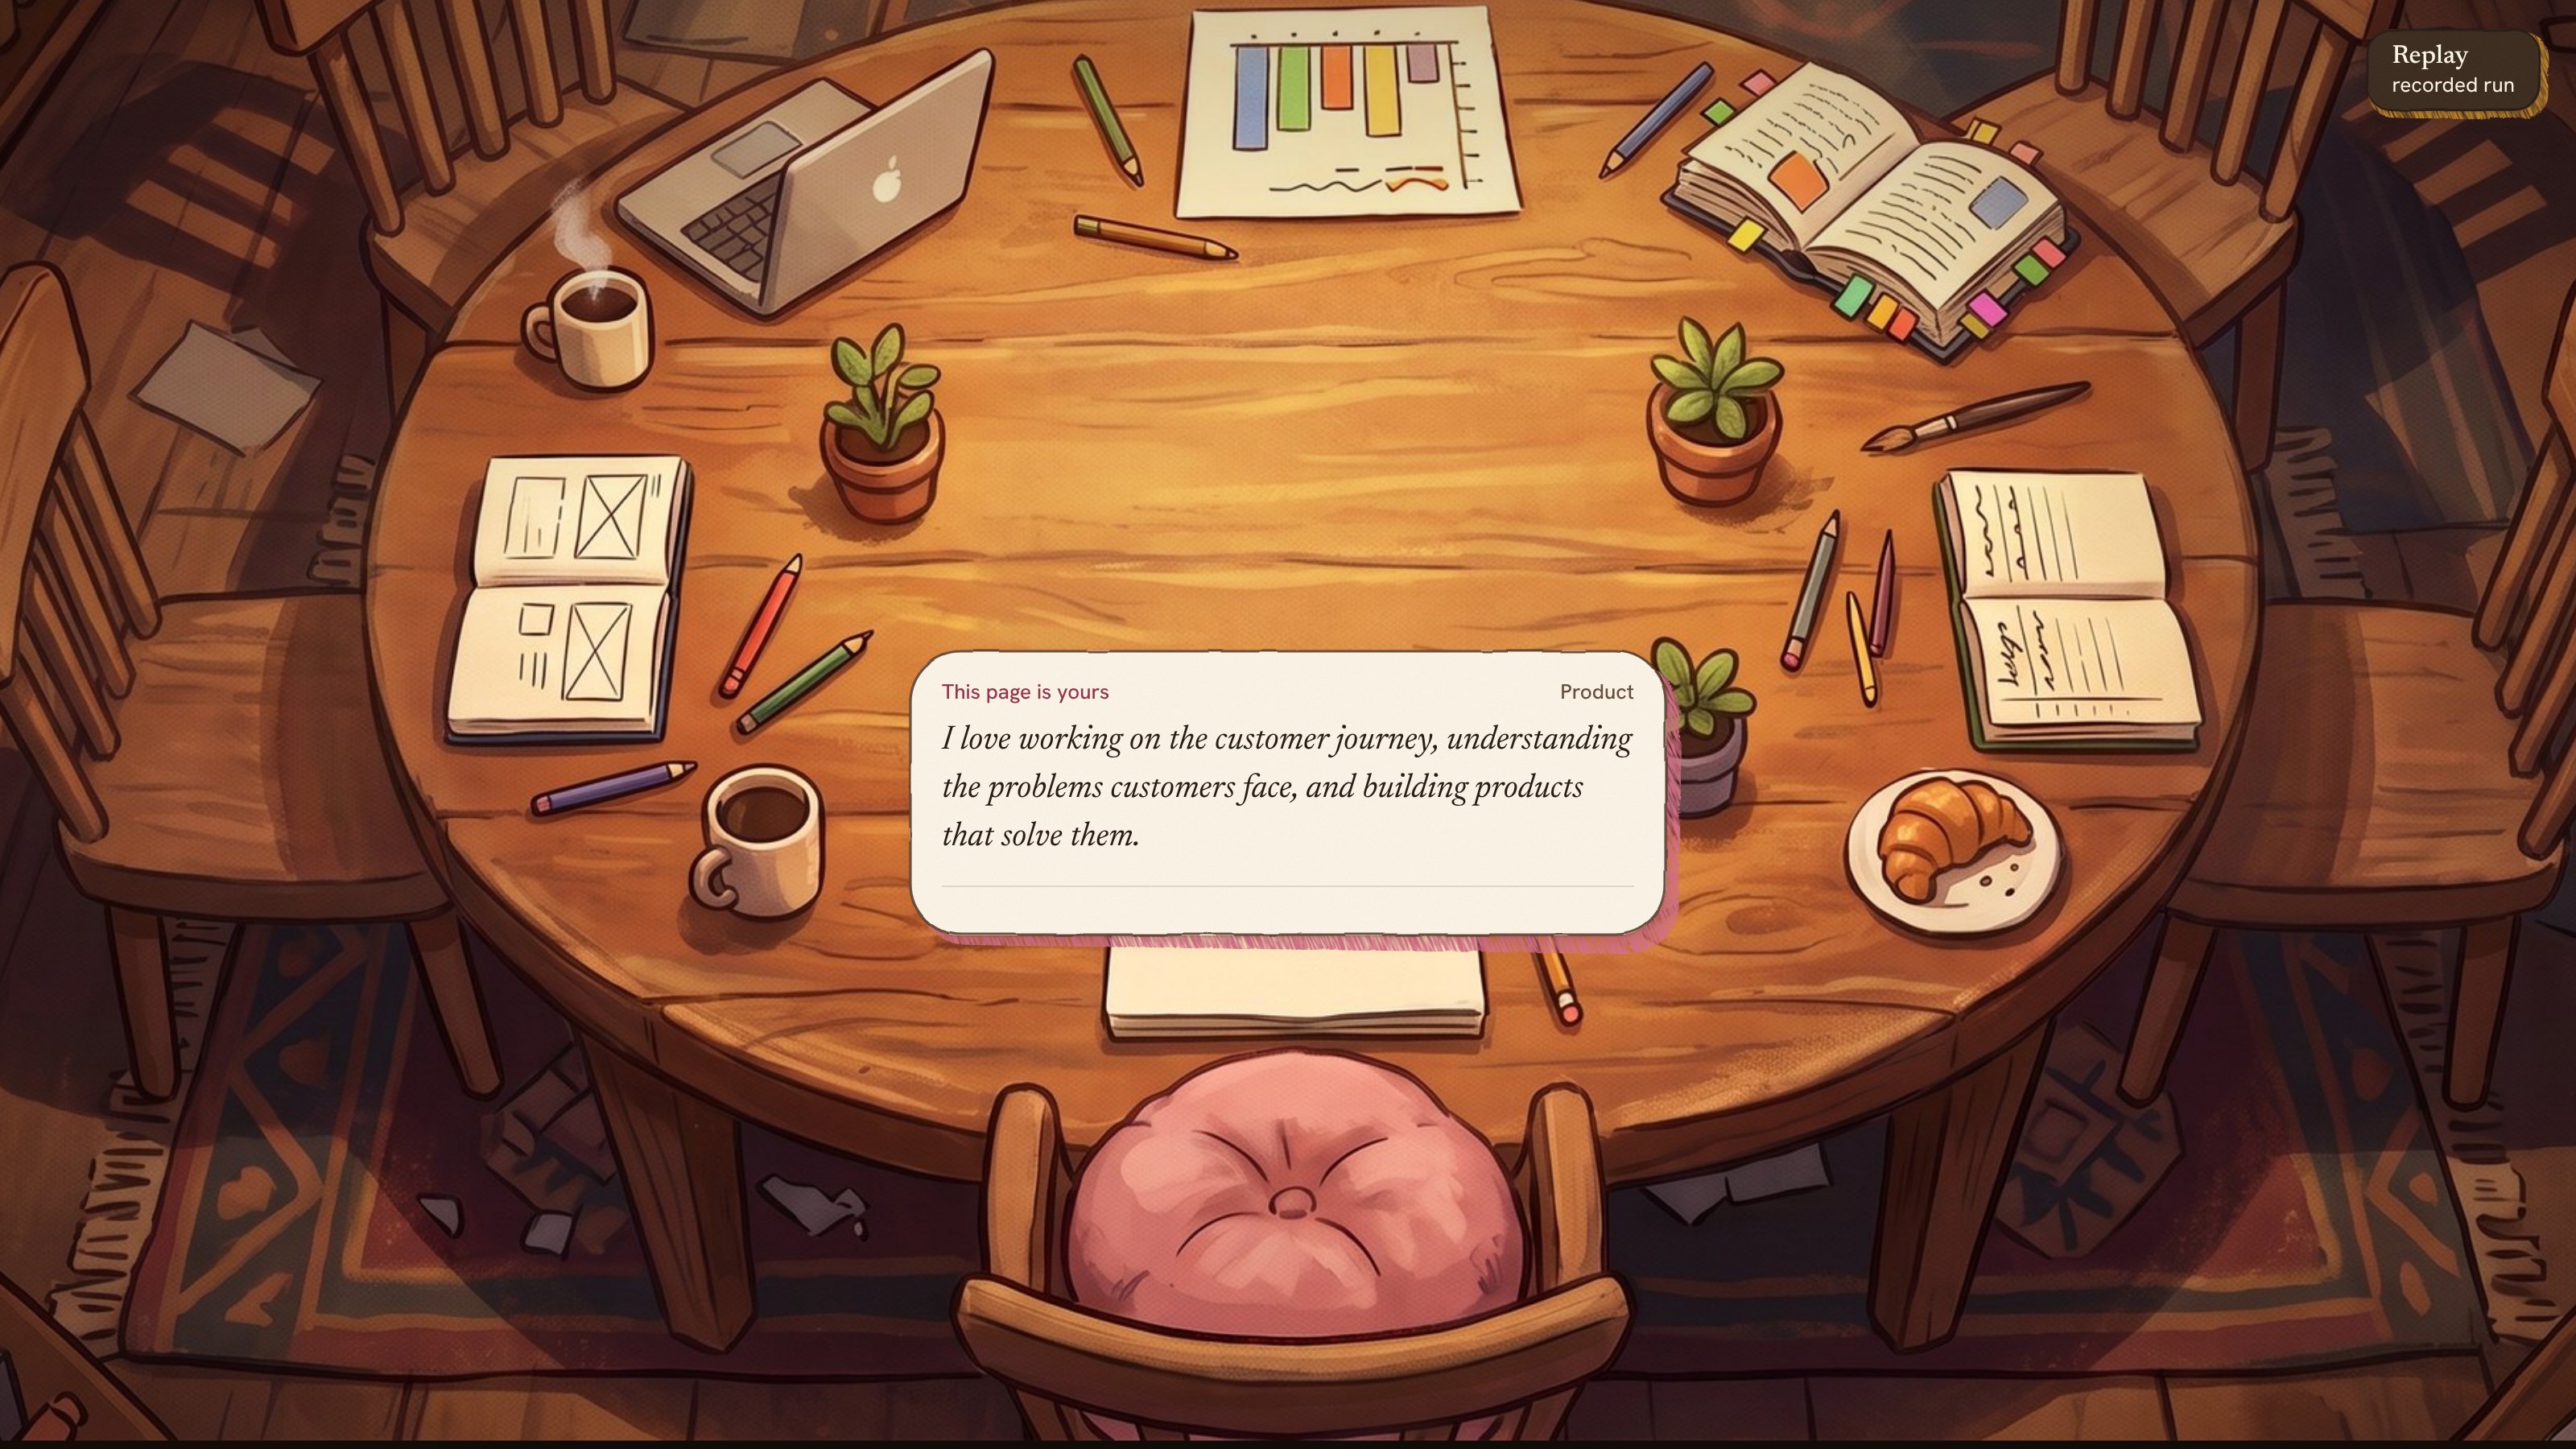 Replay
recorded run
This page is yours
Product
I love working on the customer journey, understanding
the problems customers face, and building products
that solve them.